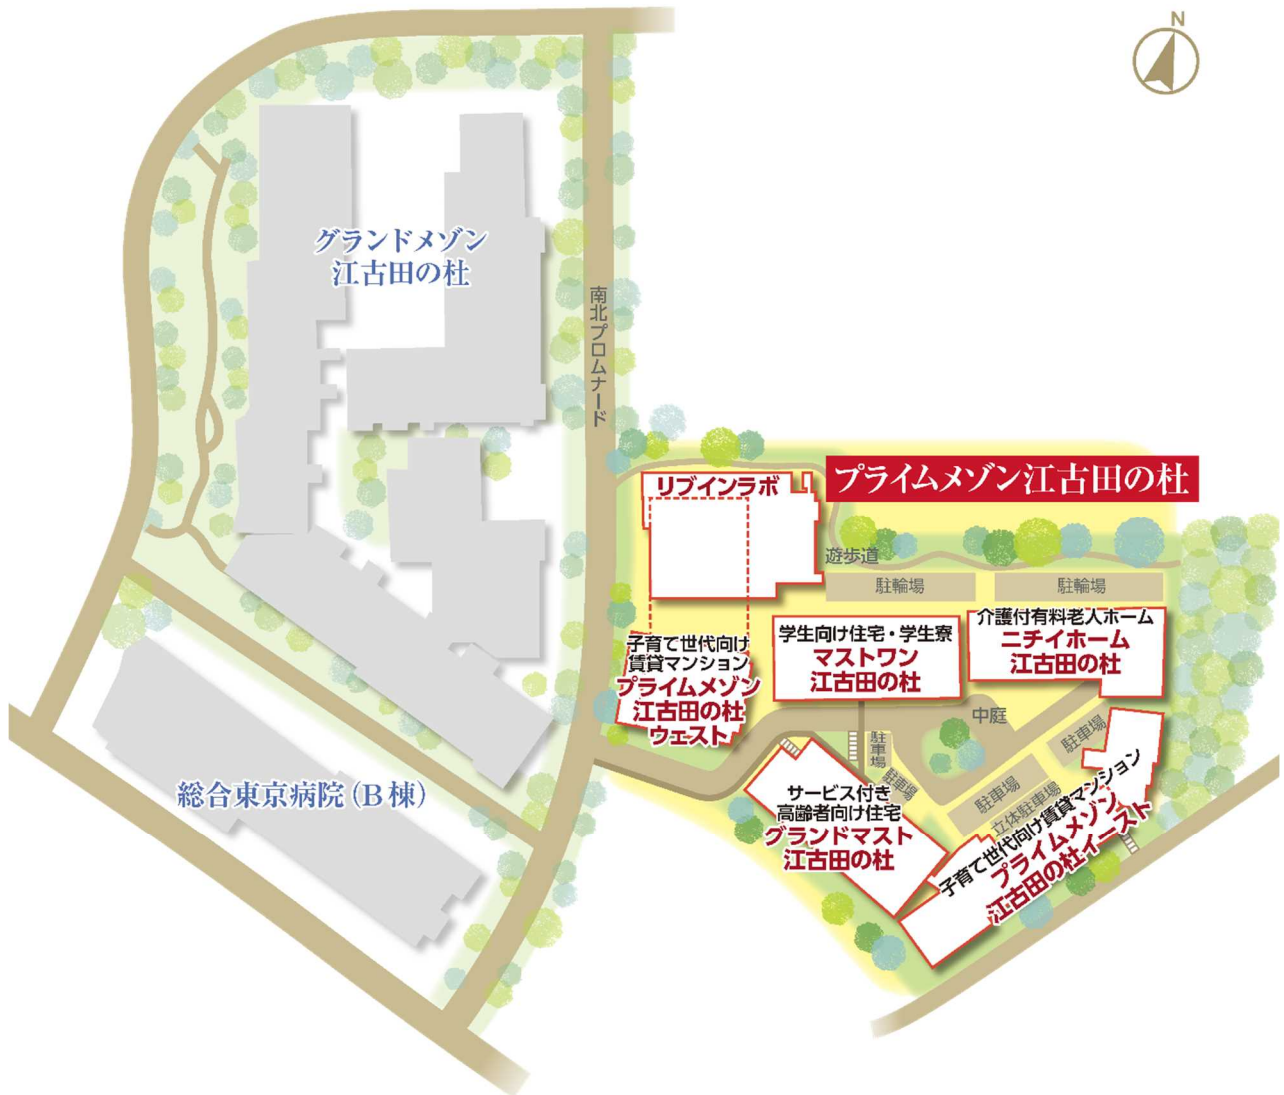 N
グランドメゾン
江古田の杜
南北プロムナード
プライムメゾン江古田の杜
リブインラボ
遊歩道
駐輪場
駐輪場
子育て世代向け
賃貸マンション
プライムメゾン
江古田の杜
ウェスト
学生向け住宅・学生寮
マストワン
江古田の杜
介護付有料老人ホーム
ニチイホーム
江古田の杜
中庭
駐車場
駐車場
駐車場
駐車場
立体駐車場
サービス付き
高齢者向け住宅
グランドマスト
江古田の杜
子育て世代向け賃貸マンション
プライムメゾン
江古田の杜イースト
総合東京病院（B棟）